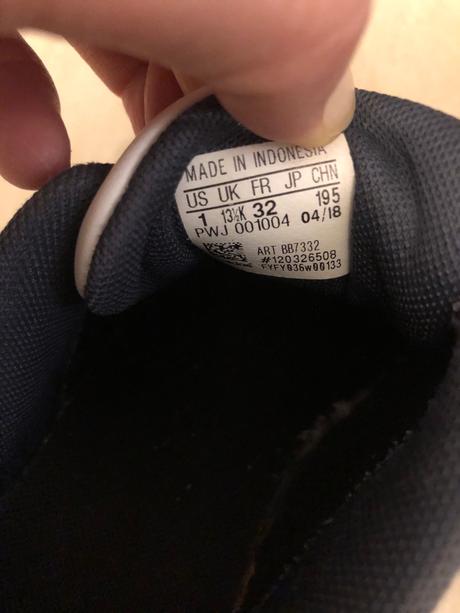 MADE IN INDONESIA
US UK FR JP CHN
1 13½K 32 195
PWJ 001004 04/18
ART BB7332
#120326508
FYFY036w00133